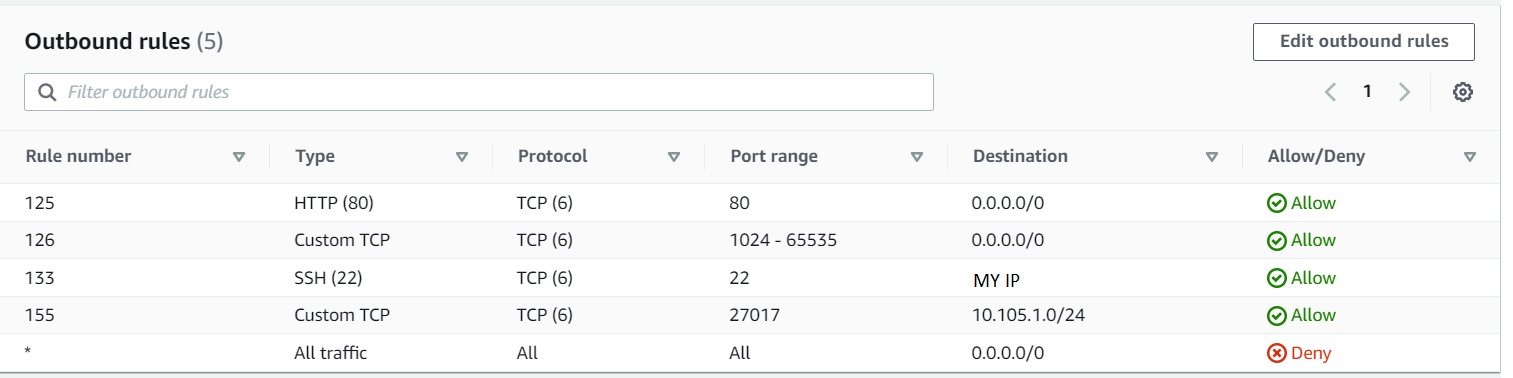 Outbound rules (5)
Edit outbound rules
Filter outbound rules
1
Rule number Type Protocol Port range Destination Allow/Deny
125 HTTP (80) TCP (6) 80 0.0.0.0/0 Allow
126 Custom TCP TCP (6) 1024 - 65535 0.0.0.0/0 Allow
133 SSH (22) TCP (6) 22 MY IP Allow
155 Custom TCP TCP (6) 27017 10.105.1.0/24 Allow
* All traffic All All 0.0.0.0/0 Deny